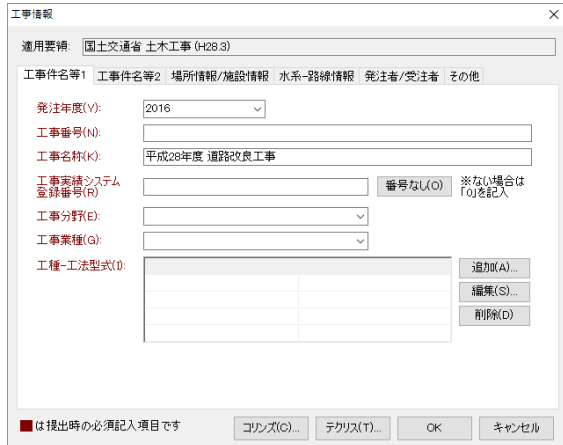 工事情報
適用要領: 国土交通省 土木工事 (H28.3)
工事件名等1 工事件名等2 場所情報/施設情報 水系-路線情報 発注者/受注者 その他
発注年度(Y): 2016
工事番号(N):
工事名称(K): 平成28年度 道路改良工事
工事実績システム
登録番号(R) 番号なし(O) ※ない場合は
「0」を記入
工事分野(E):
工事業種(G):
工種-工法型式(I): 追加(A)...
編集(S)...
削除(D)
は提出時の必須記入項目です コリンズ(C)... テクリス(T)... OK キャンセル